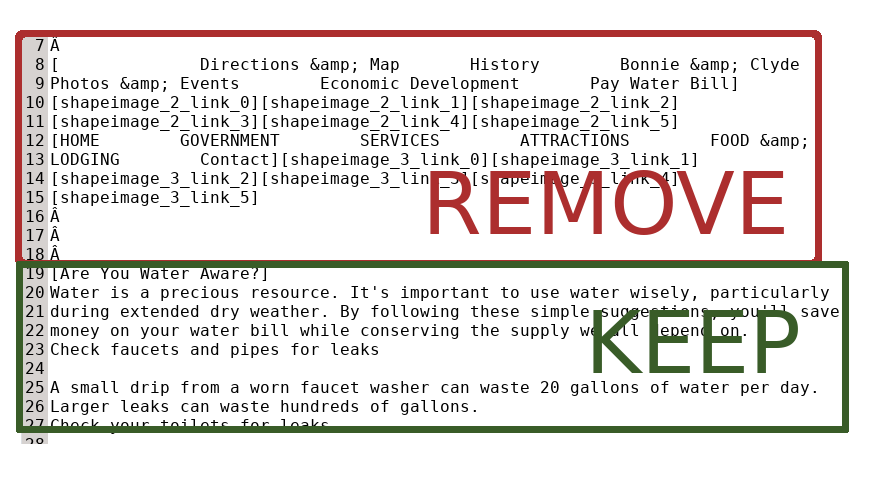 7 Â
8 [              Directions &amp; Map       History        Bonnie &amp; Clyde
9 Photos &amp; Events        Economic Development       Pay Water Bill]
10 [shapeimage_2_link_0][shapeimage_2_link_1][shapeimage_2_link_2]
11 [shapeimage_2_link_3][shapeimage_2_link_4][shapeimage_2_link_5]
12 [HOME        GOVERNMENT        SERVICES        ATTRACTIONS        FOOD &amp;
13 LODGING        Contact][shapeimage_3_link_0][shapeimage_3_link_1]
14 [shapeimage_3_link_2][shapeimage_3_link_3][shapeimage_3_link_4]
15 [shapeimage_3_link_5]
REMOVE
16 Â
17 Â
18 Â
19 [Are You Water Aware?]
20 Water is a precious resource. It's important to use water wisely, particularly
21 during extended dry weather. By following these simple suggestions, you'll save
22 money on your water bill while conserving the supply we all depend on.
KEEP
23 Check faucets and pipes for leaks
24
25 A small drip from a worn faucet washer can waste 20 gallons of water per day.
26 Larger leaks can waste hundreds of gallons.
27 Check your toilets for leaks
28